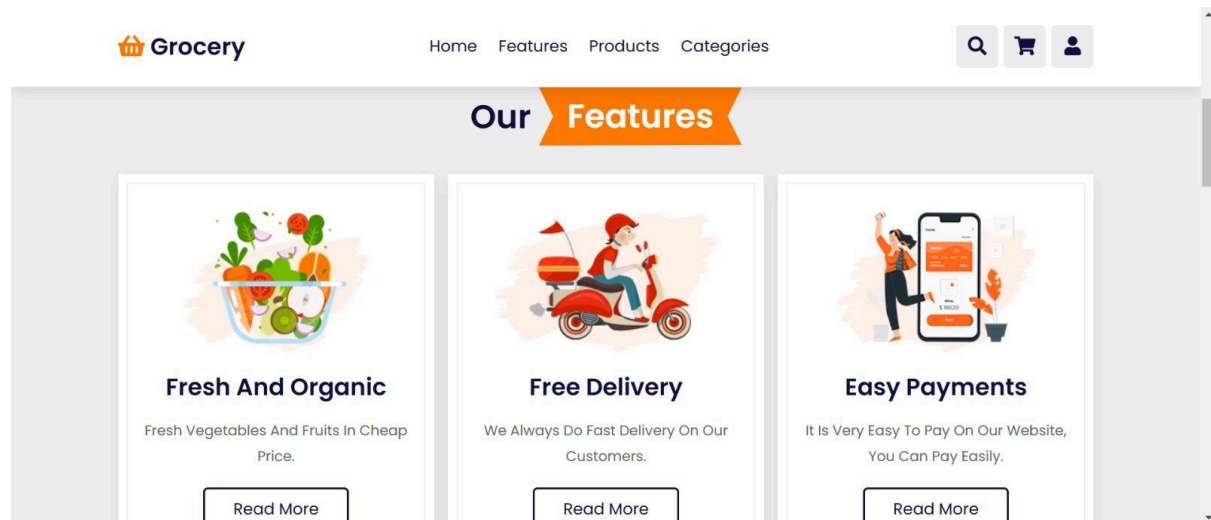 Grocery
Home Features Products Categories
Our Features
Fresh And Organic
Fresh Vegetables And Fruits In Cheap
Price.
Read More
Free Delivery
We Always Do Fast Delivery On Our
Customers.
Read More
$ 160,20
Easy Payments
It Is Very Easy To Pay On Our Website,
You Can Pay Easily.
Read More